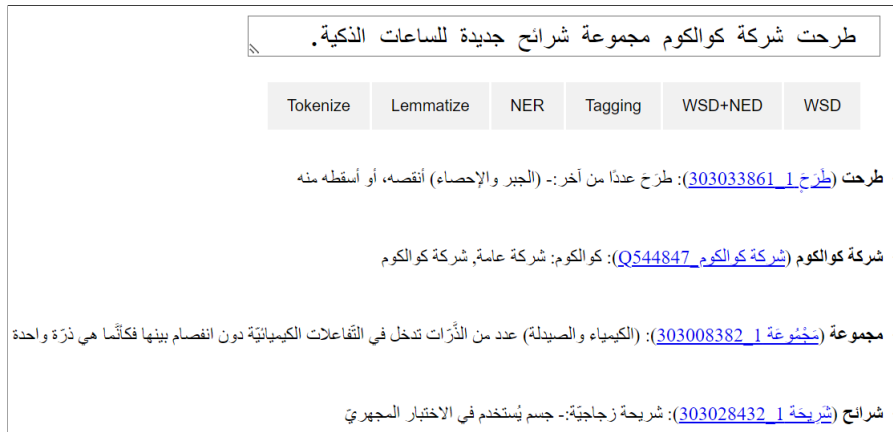 طرحت شركة كوالكوم مجموعة شرائح جديدة للساعات الذكية.
Tokenize Lemmatize NER Tagging WSD+NED WSD
طرحت (طَرَحَ 1_303033861): طرَحَ عددًا من آخر:- (الجبر والإحصاء) أنقصه، أو أسقطه منه
شركة كوالكوم (شركة كوالكوم_Q544847): كوالكوم: شركة عامة, شركة كوالكوم
مجموعة (مَجْمُوعَة 1_303008382): (الكيمياء والصيدلة) عدد من الذَّرّات تدخل في التّفاعلات الكيميائيّة دون انفصام بينها فكأنَّما هي ذرّة واحدة
شرائح (شَرِيحَة 1_303028432): شريحة زجاجيّة:- جسم يُستخدم في الاختبار المجهريّ